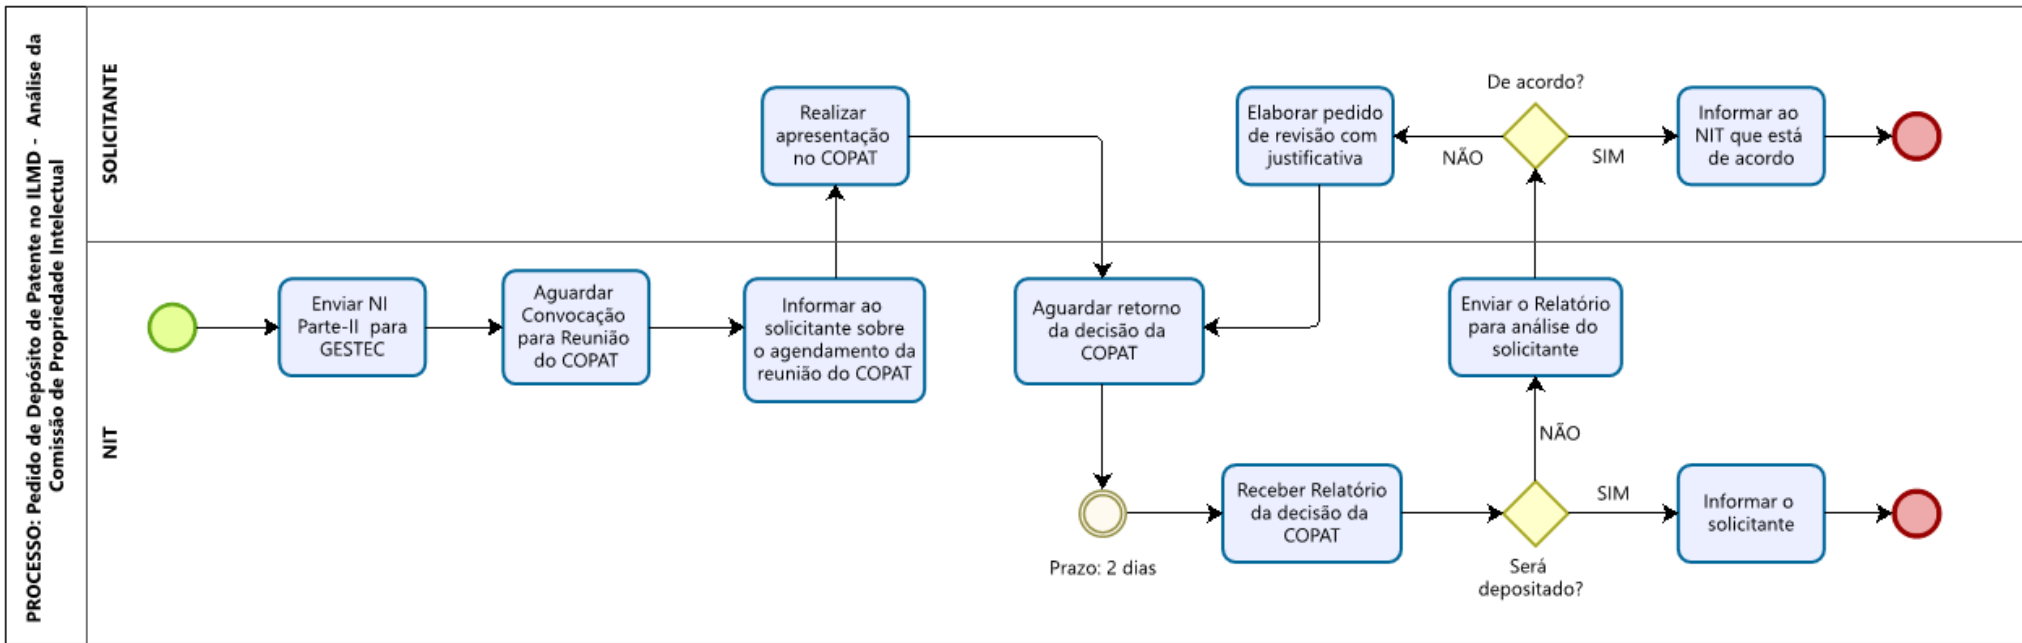 PROCESSO: Pedido de Depósito de Patente no ILMD - Análise da
Comissão de Propriedade Intelectual
SOLICITANTE
Realizar
apresentação
no COPAT
Elaborar pedido
de revisão com
justificativa
NÃO
De acordo?
SIM
Informar ao
NIT que está
de acordo
NIT
Enviar NI
Parte-II para
GESTEC
Aguardar
Convocação
para Reunião
do COPAT
Informar ao
solicitante sobre
o agendamento da
reunião do COPAT
Aguardar retorno
da decisão da
COPAT
Enviar o Relatório
para análise do
solicitante
NÃO
Prazo: 2 dias
Receber Relatório
da decisão da
COPAT
Será
depositado?
SIM
Informar o
solicitante